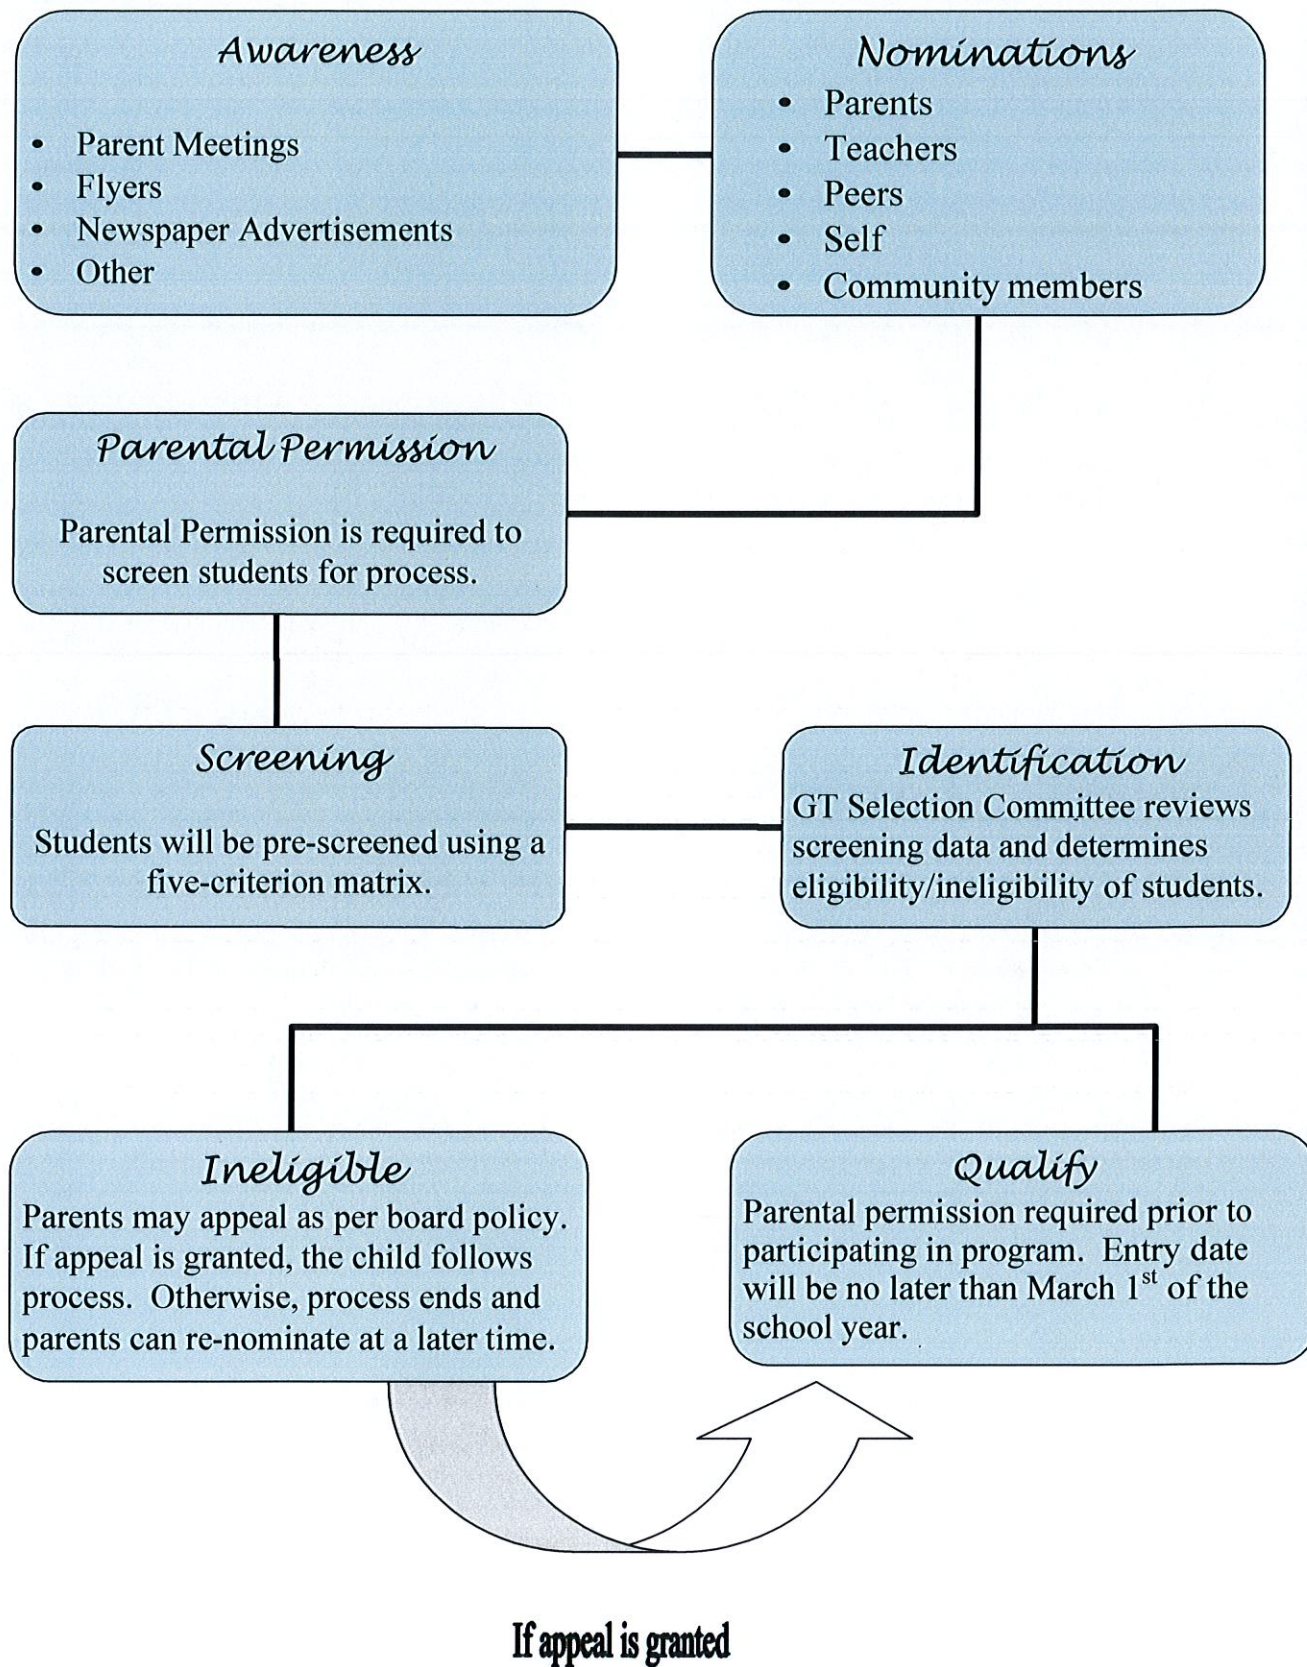 Awareness
• Parent Meetings
• Flyers
• Newspaper Advertisements
• Other
Nominations
• Parents
• Teachers
• Peers
• Self
• Community members
Parental Permission
Parental Permission is required to
screen students for process.
Screening
Students will be pre-screened using a
five-criterion matrix.
Identification
GT Selection Committee reviews
screening data and determines
eligibility/ineligibility of students.
Ineligible
Parents may appeal as per board policy.
If appeal is granted, the child follows
process. Otherwise, process ends and
parents can re-nominate at a later time.
Qualify
Parental permission required prior to
participating in program. Entry date
will be no later than March 1st of the
school year.
If appeal is granted